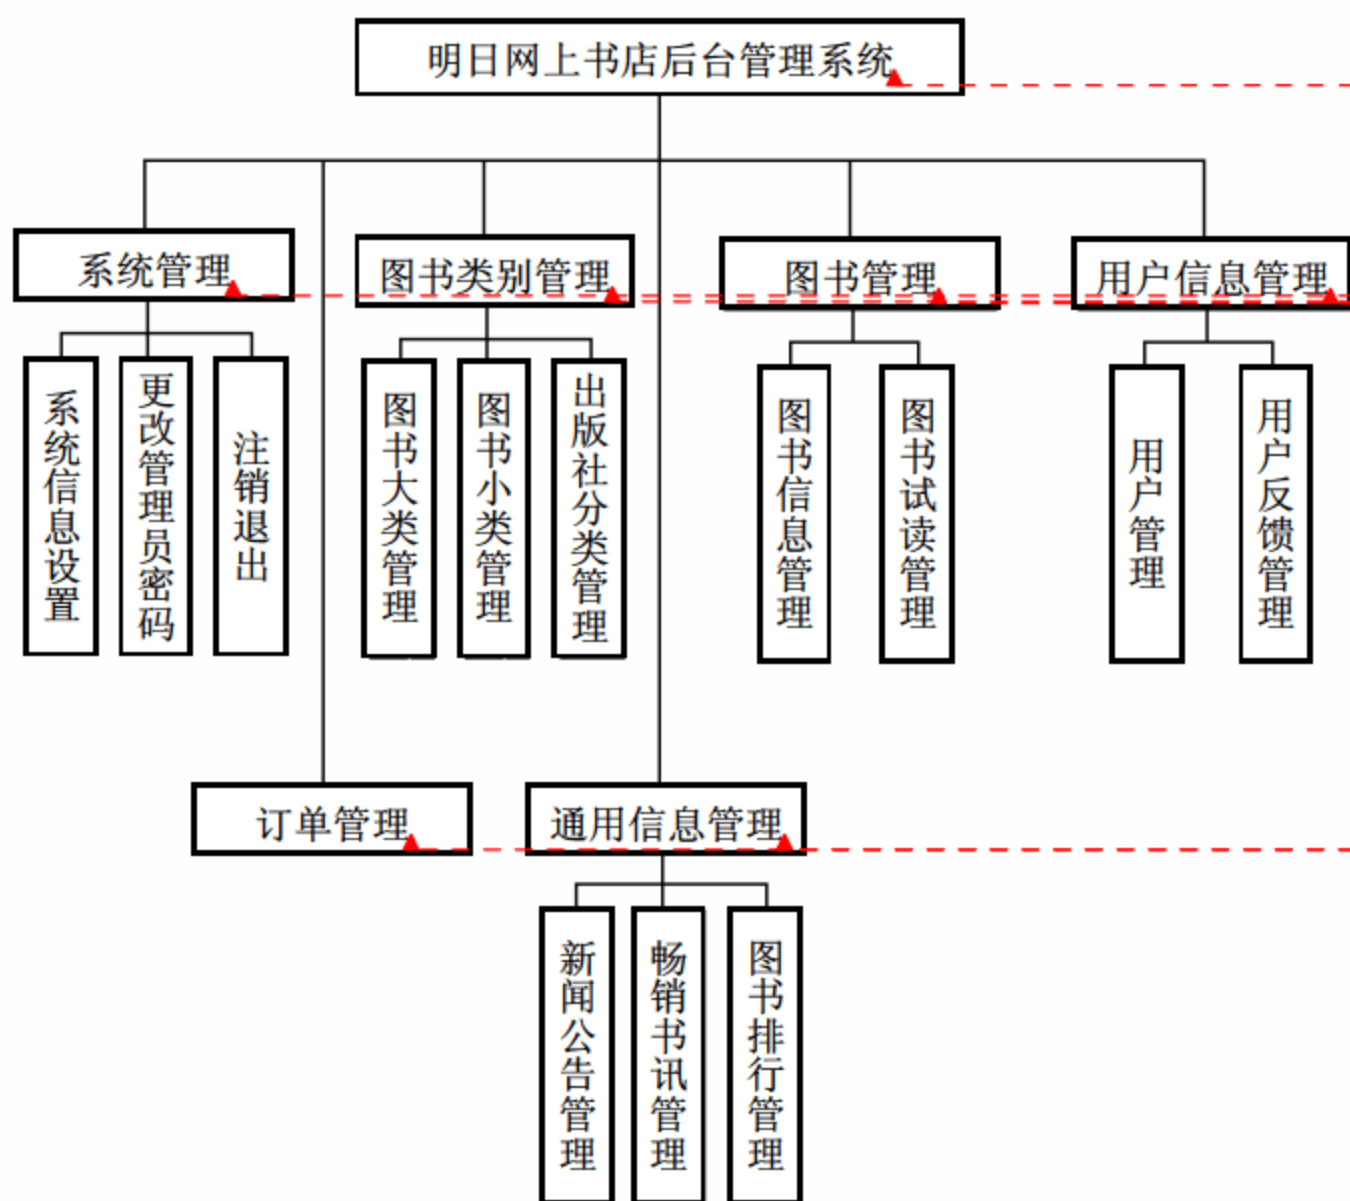 明日网上书店后台管理系统
系统管理
图书类别管理
图书管理
用户信息管理
系统信息设置
更改管理员密码
注销退出
图书大类管理
图书小类管理
出版社分类管理
图书信息管理
图书试读管理
用户管理
用户反馈管理
订单管理
通用信息管理
新闻公告管理
畅销书讯管理
图书排行管理